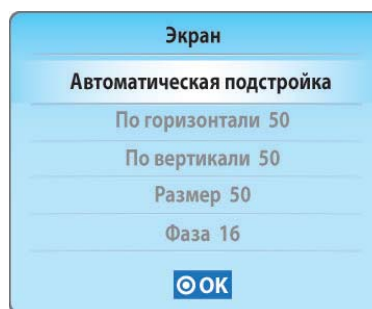 Экран
Автоматическая подстройка
По горизонтали 50
По вертикали 50
Размер 50
Фаза 16
OK